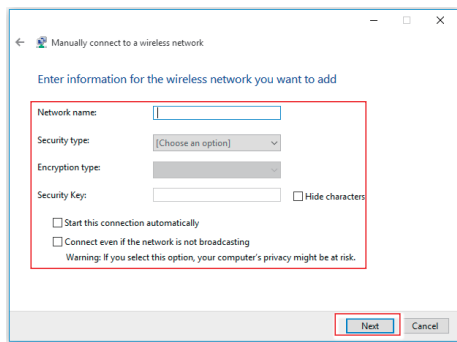 Manually connect to a wireless network
Enter information for the wireless network you want to add
Network name:
Security type: [Choose an option]
Encryption type:
Security Key: Hide characters
Start this connection automatically
Connect even if the network is not broadcasting
Warning: If you select this option, your computer's privacy might be at risk.
Next Cancel